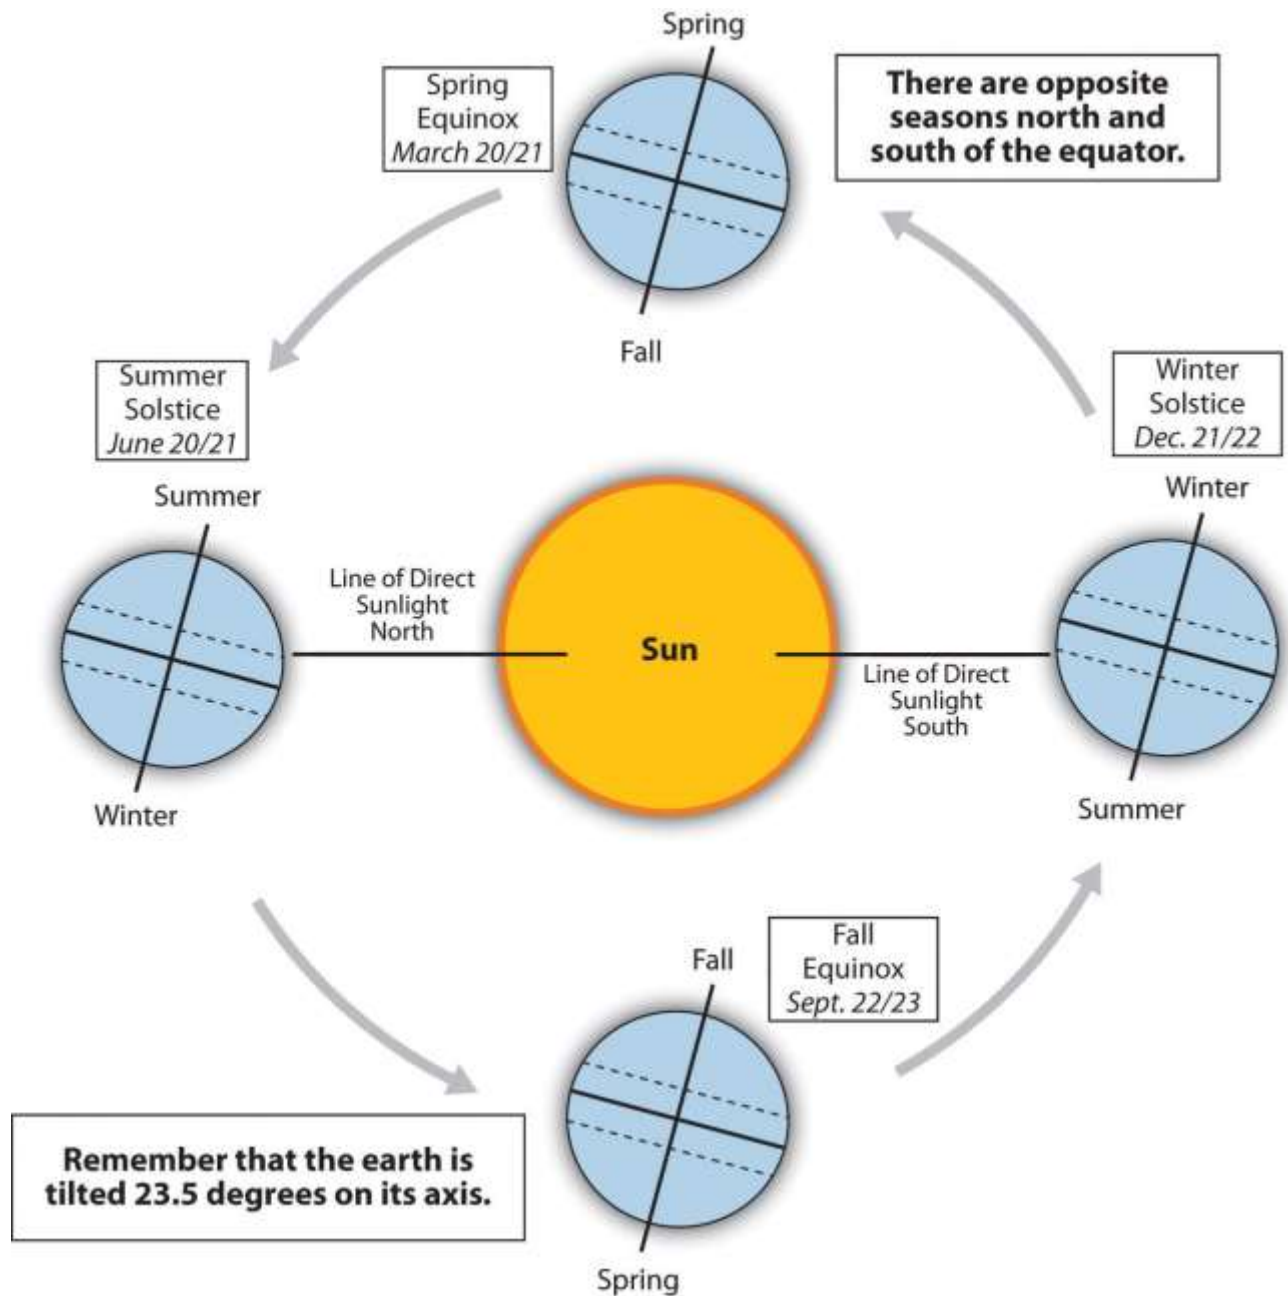 Spring
Spring
Equinox
March 20/21
There are opposite
seasons north and
south of the equator.
Fall
Summer
Solstice
June 20/21
Summer
Winter
Solstice
Dec. 21/22
Winter
Line of Direct
Sunlight
North
Sun
Line of Direct
Sunlight
South
Winter
Summer
Fall
Fall
Equinox
Sept. 22/23
Remember that the earth is
tilted 23.5 degrees on its axis.
Spring